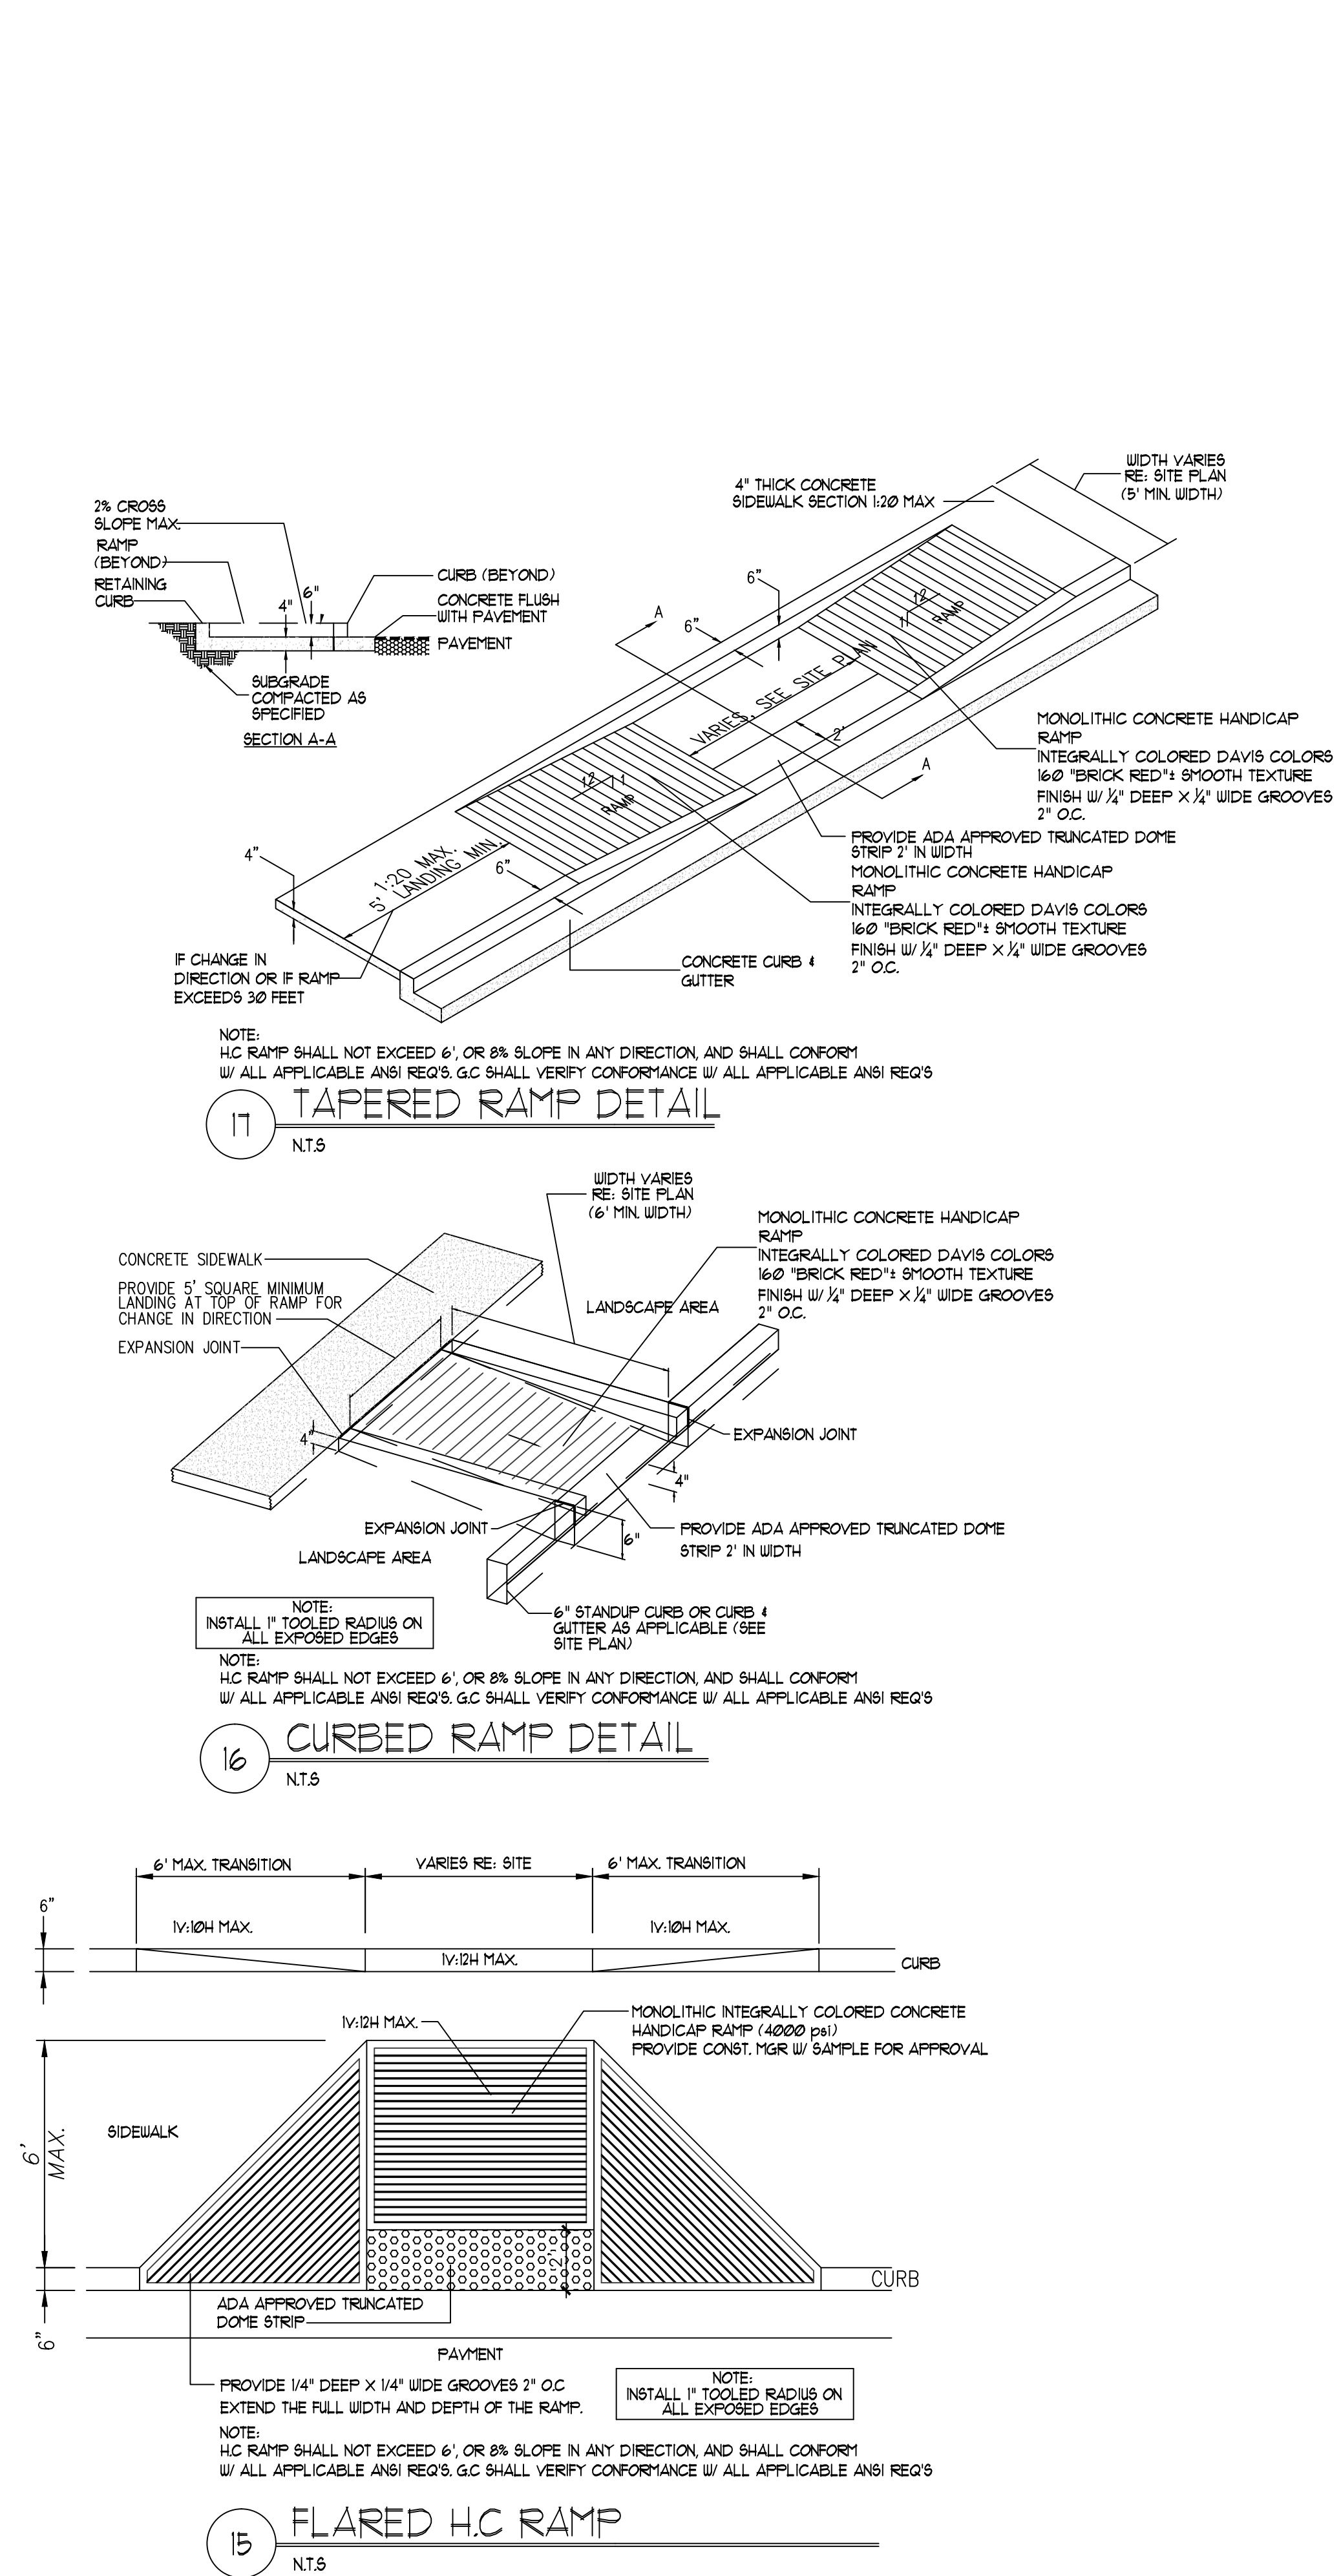 WIDTH VARIES
RE: SITE PLAN
(5' MIN. WIDTH)
4" THICK CONCRETE
SIDEWALK SECTION 1:20 MAX
2% CROSS
SLOPE MAX.
RAMP
(BEYOND)
RETAINING
CURB
4"
6"
CURB (BEYOND)
CONCRETE FLUSH
WITH PAVEMENT
PAVEMENT
SUBGRADE
COMPACTED AS
SPECIFIED
SECTION A-A
6"
6"
A
12
1
RAMP
VARIES, SEE SITE PLAN
2'
A
12
1
RAMP
MONOLITHIC CONCRETE HANDICAP
RAMP
INTEGRALLY COLORED DAVIS COLORS
160 "BRICK RED"± SMOOTH TEXTURE
FINISH W/ 1/4" DEEP X 1/4" WIDE GROOVES
2" O.C.
PROVIDE ADA APPROVED TRUNCATED DOME
STRIP 2' IN WIDTH
MONOLITHIC CONCRETE HANDICAP
RAMP
INTEGRALLY COLORED DAVIS COLORS
160 "BRICK RED"± SMOOTH TEXTURE
FINISH W/ 1/4" DEEP X 1/4" WIDE GROOVES
2" O.C.
4"
1:20 MAX.
5' LANDING MIN.
6"
IF CHANGE IN
DIRECTION OR IF RAMP
EXCEEDS 30 FEET
CONCRETE CURB &
GUTTER
NOTE:
H.C RAMP SHALL NOT EXCEED 6', OR 8% SLOPE IN ANY DIRECTION, AND SHALL CONFORM
W/ ALL APPLICABLE ANSI REQ'S. G.C SHALL VERIFY CONFORMANCE W/ ALL APPLICABLE ANSI REQ'S
17
TAPERED RAMP DETAIL
N.T.S
WIDTH VARIES
RE: SITE PLAN
(6' MIN. WIDTH)
MONOLITHIC CONCRETE HANDICAP
RAMP
INTEGRALLY COLORED DAVIS COLORS
160 "BRICK RED"± SMOOTH TEXTURE
FINISH W/ 1/4" DEEP X 1/4" WIDE GROOVES
2" O.C.
CONCRETE SIDEWALK
PROVIDE 5' SQUARE MINIMUM
LANDING AT TOP OF RAMP FOR
CHANGE IN DIRECTION
EXPANSION JOINT
LANDSCAPE AREA
4"
EXPANSION JOINT
4"
EXPANSION JOINT
6"
PROVIDE ADA APPROVED TRUNCATED DOME
STRIP 2' IN WIDTH
LANDSCAPE AREA
6" STANDUP CURB OR CURB &
GUTTER AS APPLICABLE (SEE
SITE PLAN)
NOTE:
INSTALL 1" TOOLED RADIUS ON
ALL EXPOSED EDGES
NOTE:
H.C RAMP SHALL NOT EXCEED 6', OR 8% SLOPE IN ANY DIRECTION, AND SHALL CONFORM
W/ ALL APPLICABLE ANSI REQ'S. G.C SHALL VERIFY CONFORMANCE W/ ALL APPLICABLE ANSI REQ'S
16
CURBED RAMP DETAIL
N.T.S
6' MAX. TRANSITION
VARIES RE: SITE
6' MAX. TRANSITION
6"
1V:10H MAX.
1V:10H MAX.
1V:12H MAX.
CURB
1V:12H MAX.
MONOLITHIC INTEGRALLY COLORED CONCRETE
HANDICAP RAMP (4000 psi)
PROVIDE CONST. MGR W/ SAMPLE FOR APPROVAL
SIDEWALK
6'
MAX.
2'
CURB
ADA APPROVED TRUNCATED
DOME STRIP
6"
PAVMENT
PROVIDE 1/4" DEEP X 1/4" WIDE GROOVES 2" O.C
EXTEND THE FULL WIDTH AND DEPTH OF THE RAMP.
NOTE:
INSTALL 1" TOOLED RADIUS ON
ALL EXPOSED EDGES
NOTE:
H.C RAMP SHALL NOT EXCEED 6', OR 8% SLOPE IN ANY DIRECTION, AND SHALL CONFORM
W/ ALL APPLICABLE ANSI REQ'S. G.C SHALL VERIFY CONFORMANCE W/ ALL APPLICABLE ANSI REQ'S
15
FLARED H.C RAMP
N.T.S